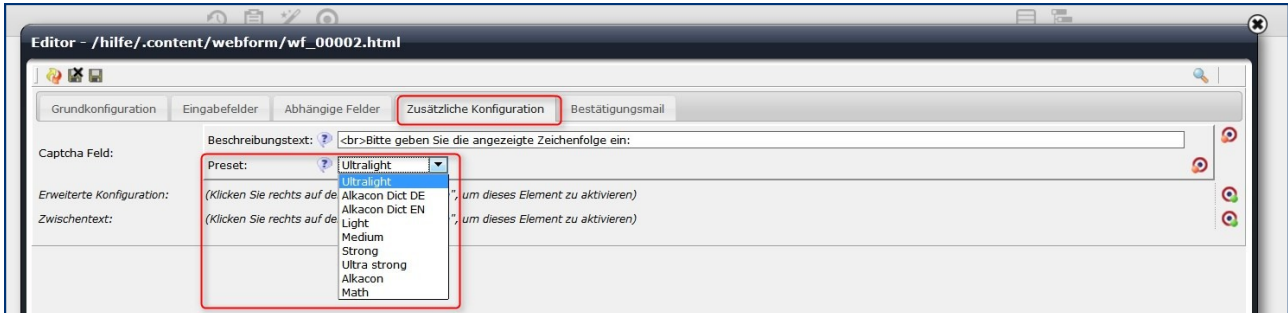 Editor - /hilfe/.content/webform/wf_00002.html
Grundkonfiguration Eingabefelder Abhängige Felder Zusätzliche Konfiguration Bestätigungsmail
Captcha Feld:
Beschreibungstext: ? <br>Bitte geben Sie die angezeigte Zeichenfolge ein:
Preset: ? Ultralight
Ultralight
Alkacon Dict DE
Alkacon Dict EN
Light
Medium
Strong
Ultra strong
Alkacon
Math
Erweiterte Konfiguration: (Klicken Sie rechts auf de ", um dieses Element zu aktivieren)
Zwischentext: (Klicken Sie rechts auf de ", um dieses Element zu aktivieren)